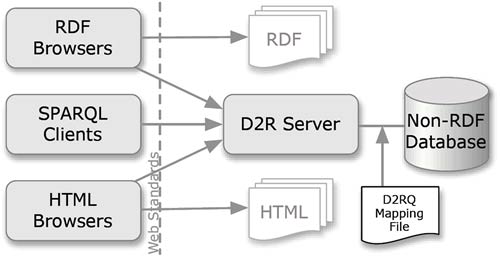 RDF
Browsers
RDF
SPARQL
Clients
D2R Server
Non-RDF
Database
HTML
Browsers
Web Standards
HTML
D2RQ
Mapping
File